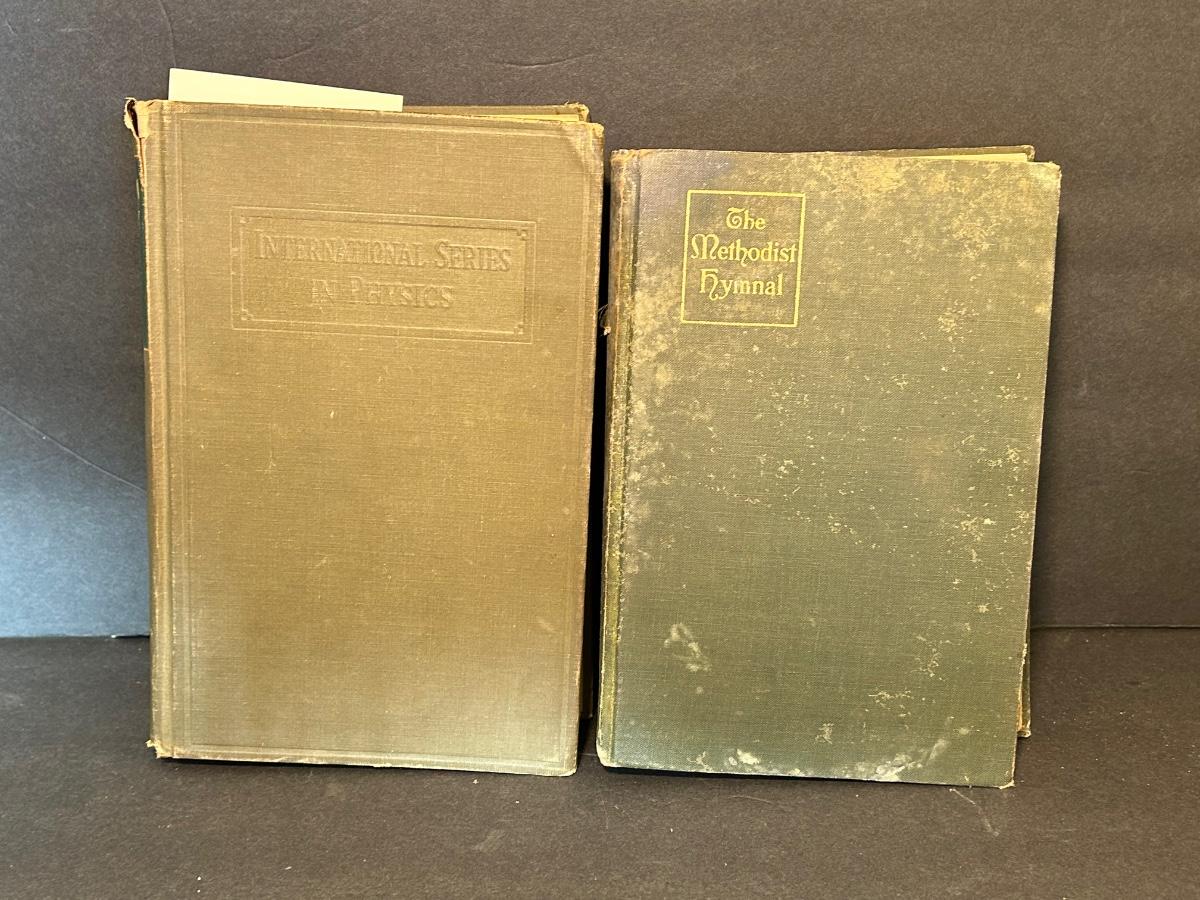 INTERNATIONAL SERIES
IN PHYSICS
The
Methodist
Hymnal